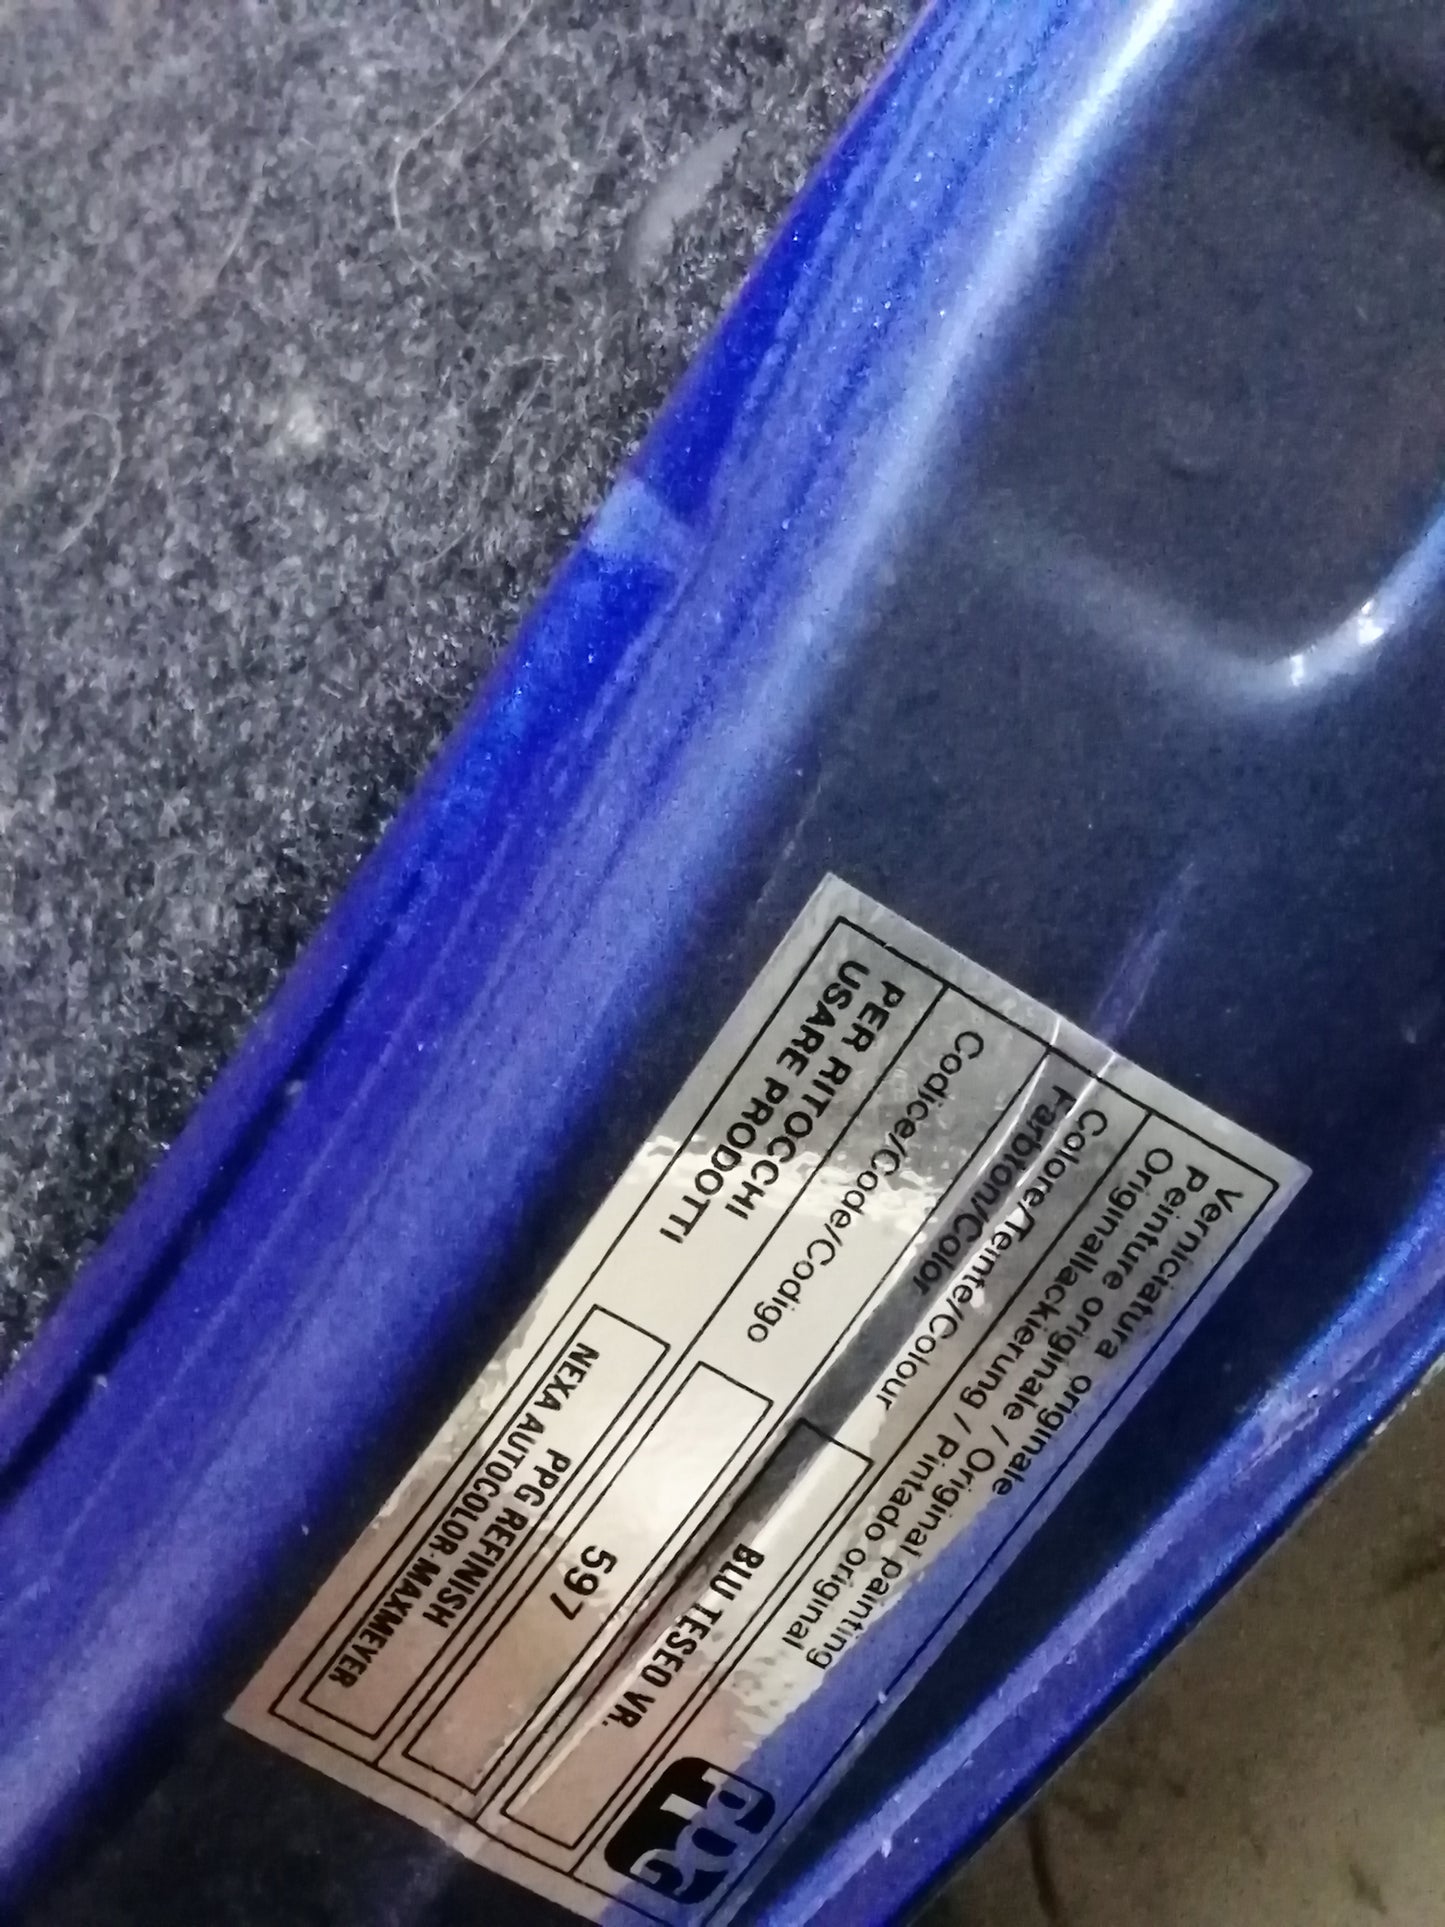 Verniciatura originale
Peinture originale / Original painting
Originallackierung / Pintado original
PPG
Colore/Teinte/Colour
Farbton/Color
BLU TESEO VR.
Codice/Code/Codigo
597
PER RITOCCHI
USARE PRODOTTI
PPG REFINISH
NEXA AUTOCOLOR-MAXMEYER